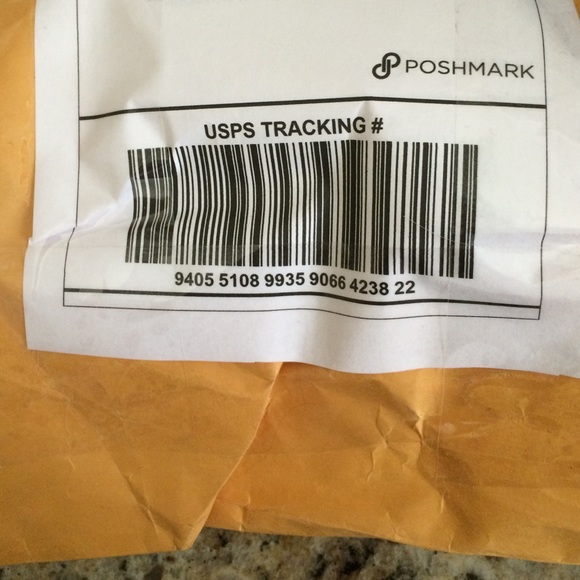 POSHMARK
USPS TRACKING #
9405 5108 9935 9066 4238 22